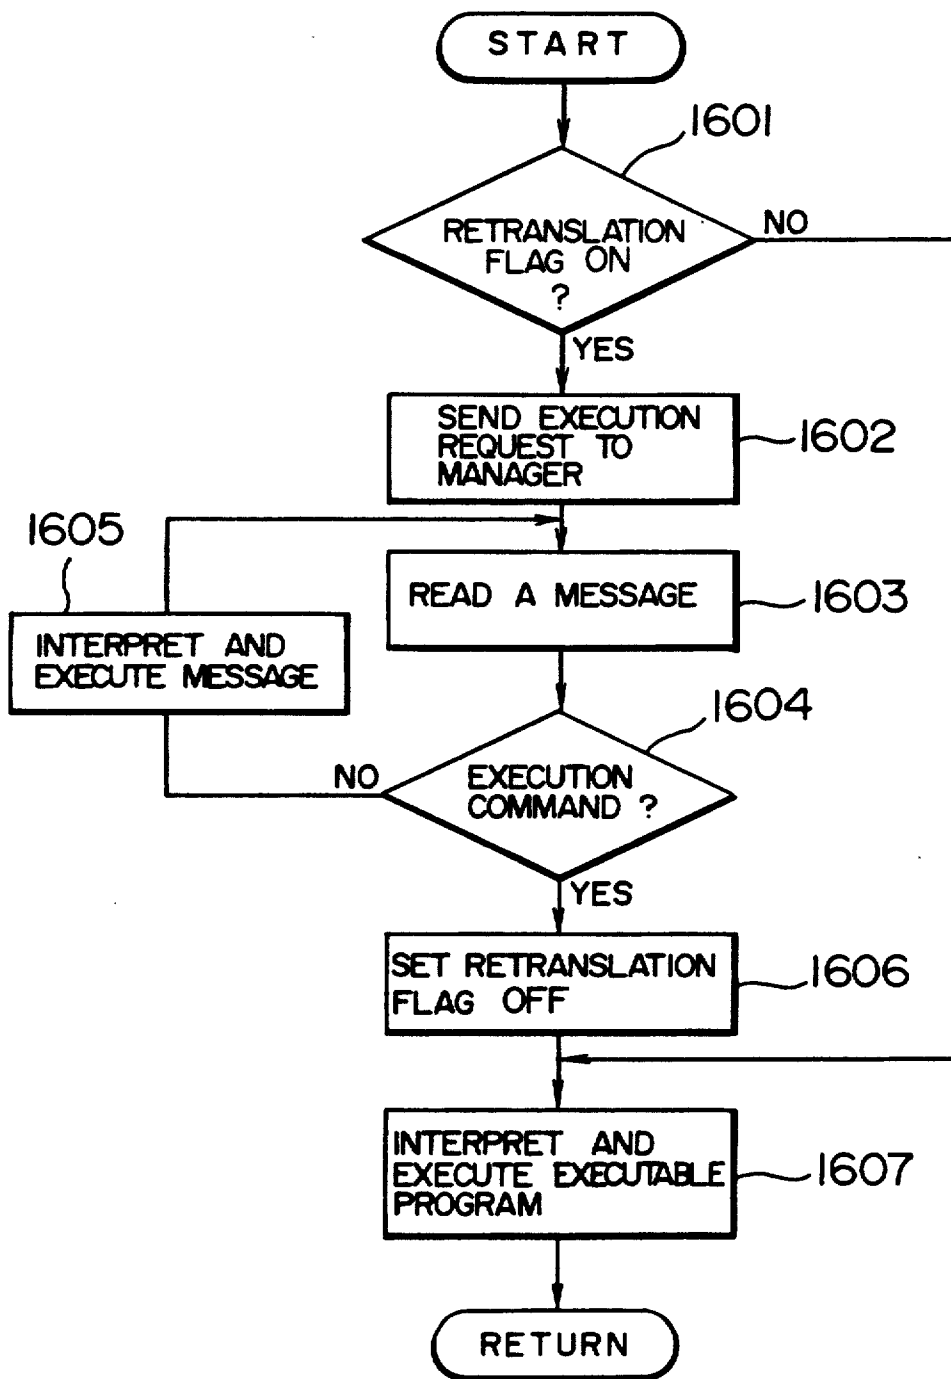 START
1601
RETRANSLATION
FLAG ON
?
NO
YES
SEND EXECUTION
REQUEST TO
MANAGER
1602
1605
READ A MESSAGE
1603
INTERPRET AND
EXECUTE MESSAGE
1604
NO
EXECUTION
COMMAND ?
YES
SET RETRANSLATION
FLAG OFF
1606
INTERPRET AND
EXECUTE EXECUTABLE
PROGRAM
1607
RETURN